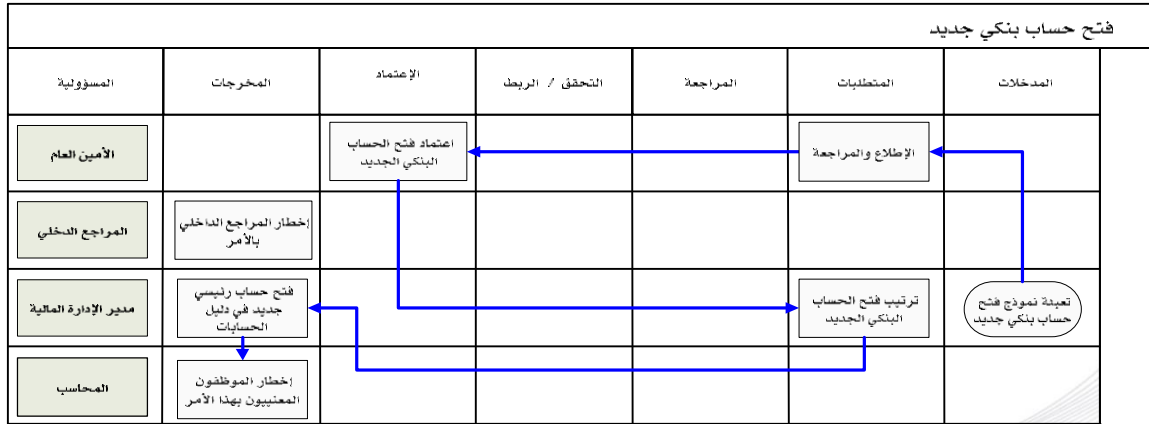 فتح حساب بنكي جديد
المدخلات
المتطلبات
المراجعة
التحقق / الربط
الإعتماد
المخرجات
المسؤولية
الإطلاع والمراجعة
اعتماد فتح الحساب
البنكي الجديد
الأمين العام
إخطار المراجع الداخلي
بالأمر
المراجع الدخلي
تعبئة نموذج فتح
حساب بنكي جديد
ترتيب فتح الحساب
البنكي الجديد
فتح حساب رئيسي
جديد في دليل
الحسابات
مدير الإدارة المالية
إخطار الموظفون
المعنييون بهذا الأمر
المحاسب